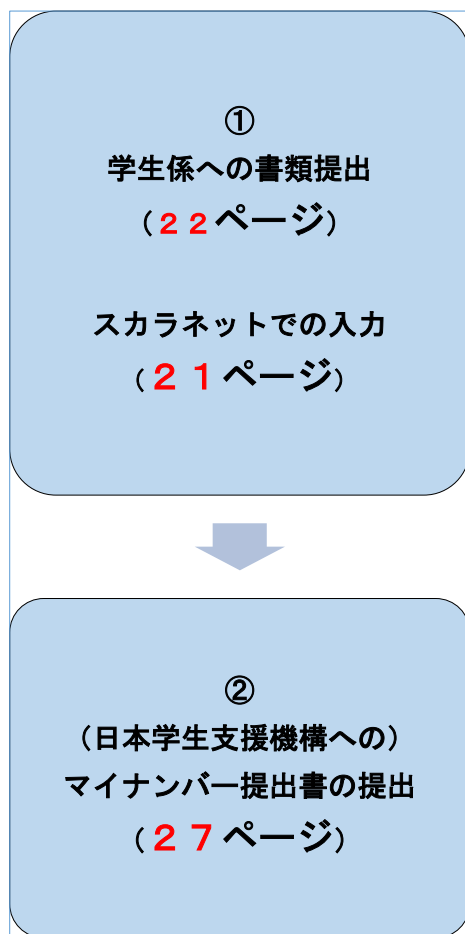 ①
学生係への書類提出
（２２ページ）
スカラネットでの入力
（２１ページ）
②
（日本学生支援機構への）
マイナンバー提出書の提出
（２７ページ）